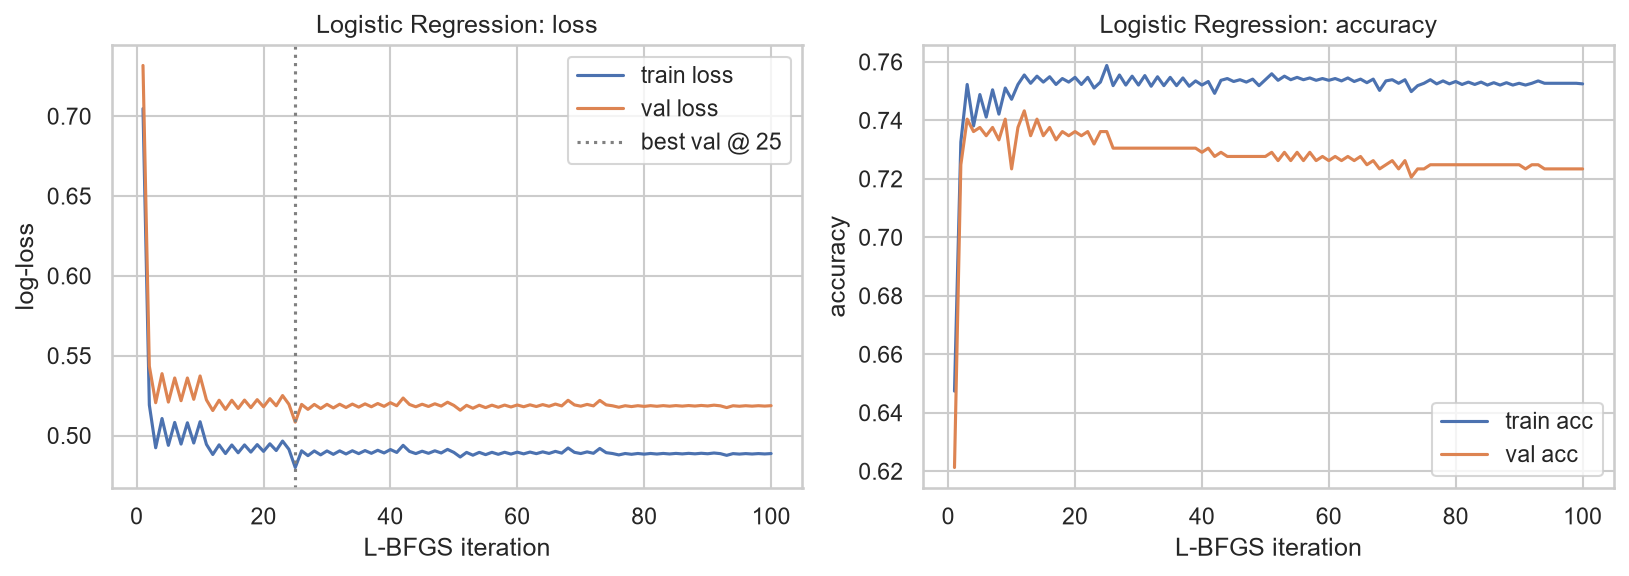 Logistic Regression: loss
log-loss
0.70
0.65
0.60
0.55
0.50
train loss
val loss
best val @ 25
0
20
40
60
80
100
L-BFGS iteration
Logistic Regression: accuracy
accuracy
0.76
0.74
0.72
0.70
0.68
0.66
0.64
0.62
train acc
val acc
0
20
40
60
80
100
L-BFGS iteration